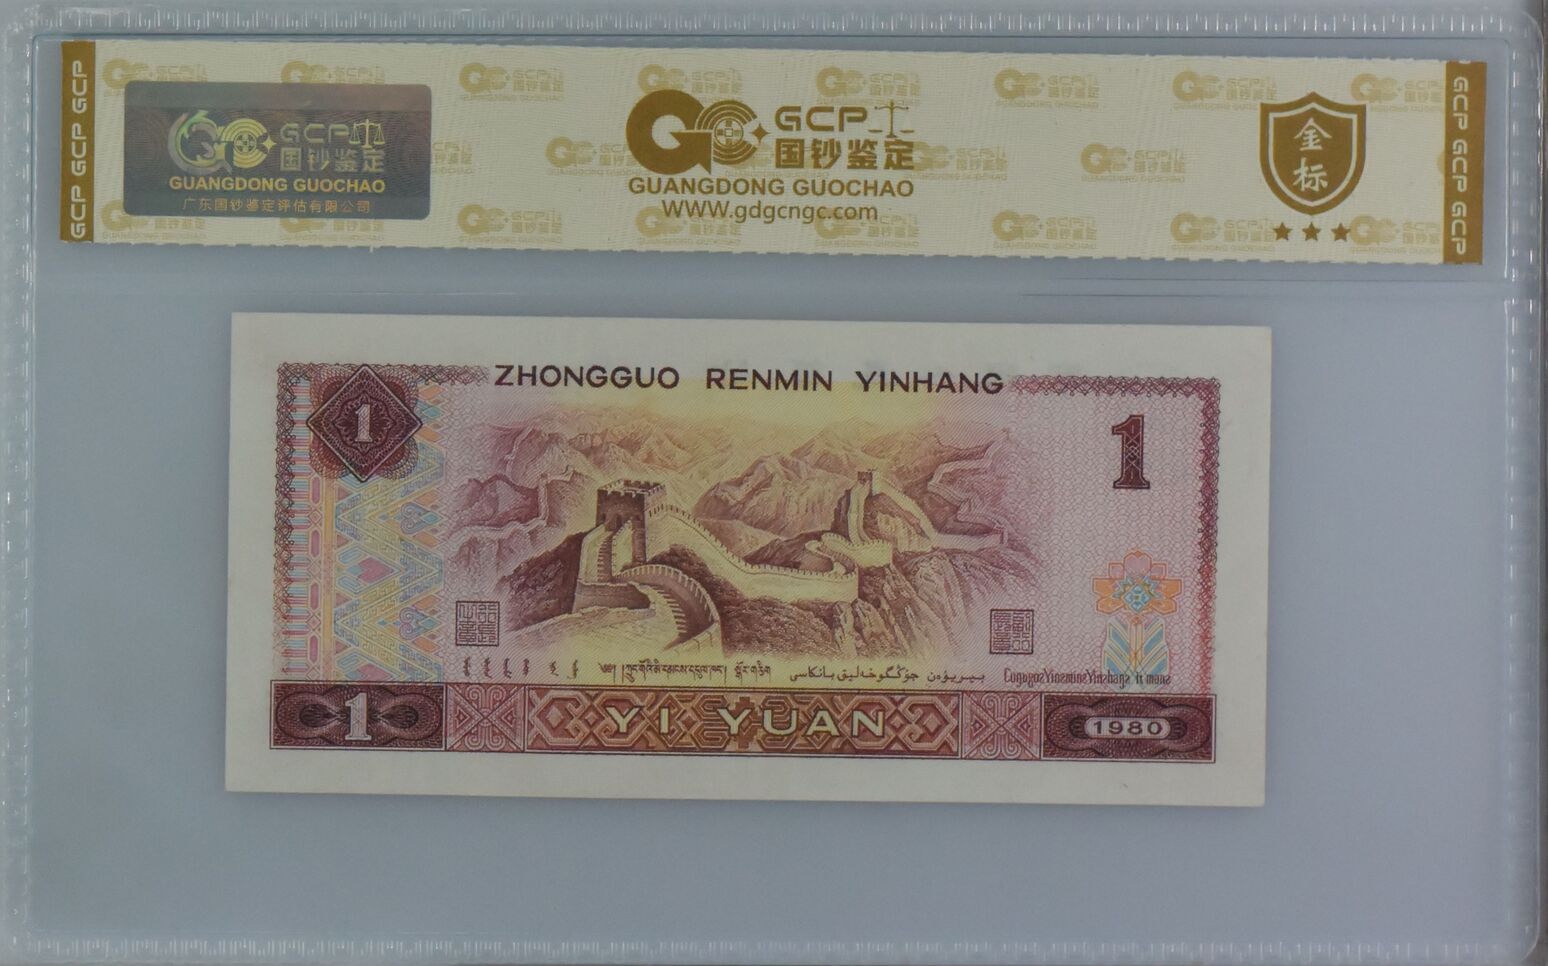 GCP GCP GCP
GCP
国钞鉴定
GUANGDONG GUOCHAO
广东国钞鉴定评估有限公司
GCP
国钞鉴定
GUANGDONG GUOCHAO
WWW.gdgcngc.com
金标
GCP GCP GCP
ZHONGGUO RENMIN YINHANG
1
1
1
YI YUAN
1980